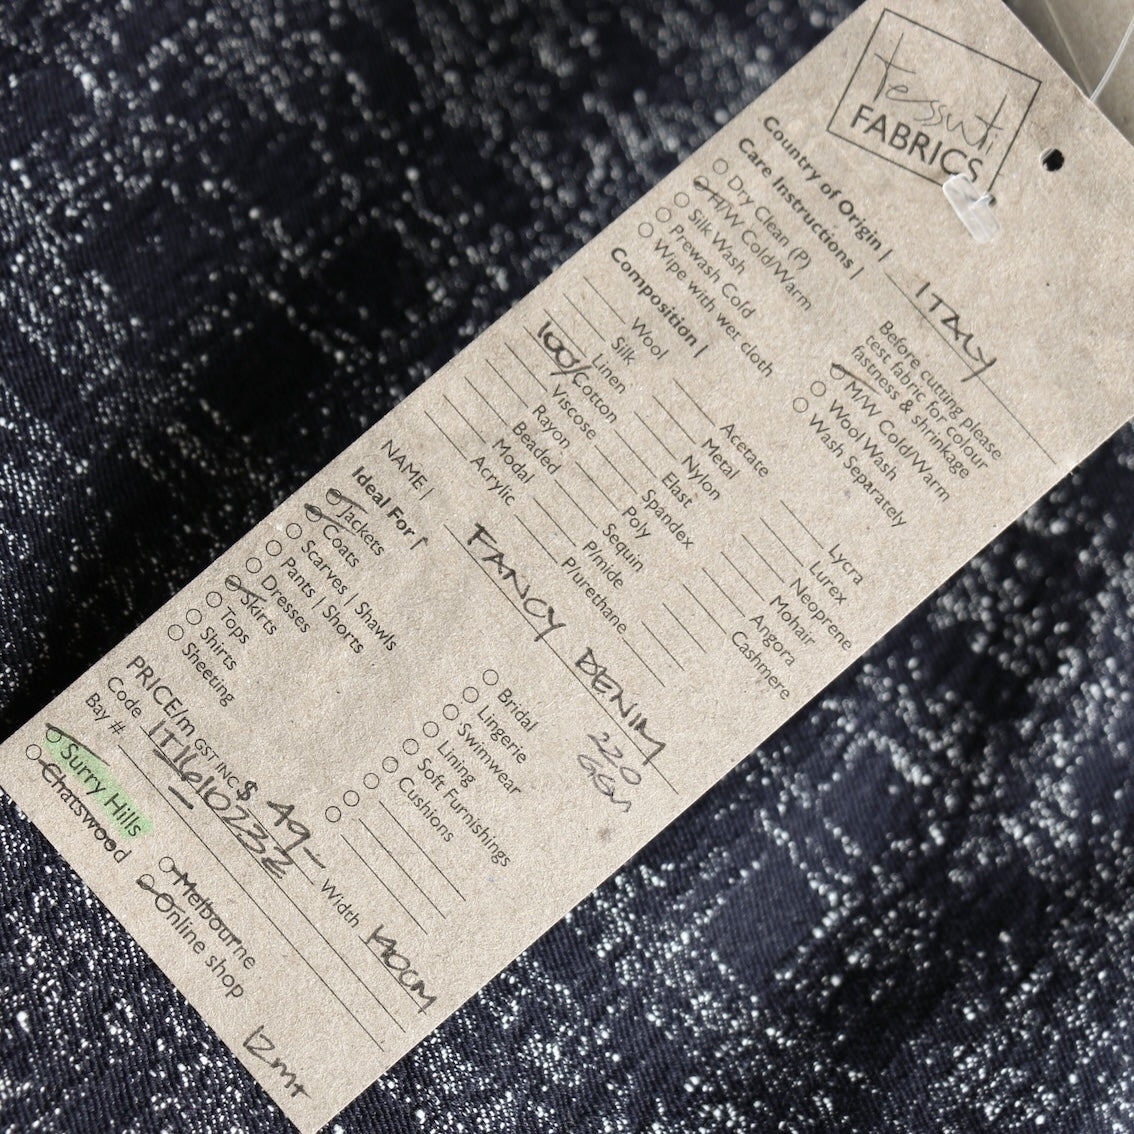 tessuti
FABRICS
Country of Origin | ITALY
Care Instructions |
Dry Clean (P)
H/W Cold/Warm
Silk Wash
Prewash Cold
Wipe with wet cloth
Before cutting please
test fabric for colour
fastness & shrinkage
M/W Cold/Warm
Wool Wash
Wash Separately
Composition |
Wool
Silk
Linen
100% Cotton
Viscose
Rayon
Beaded
Modal
Acrylic
Acetate
Metal
Nylon
Elast
Spandex
Poly
Sequin
P/mide
P/urethane
Lycra
Lurex
Neoprene
Mohair
Angora
Cashmere
NAME | FANCY DENIM
220
GSM
Ideal For |
Jackets
Coats
Scarves | Shawls
Pants | Shorts
Dresses
Skirts
Tops
Shirts
Sheeting
Bridal
Lingerie
Swimwear
Lining
Soft Furnishings
Cushions
PRICE/m GST INC $ 49- Width 140CM
Code
Bay #
Surry Hills
Chatswood
Melbourne
Online shop
12mt